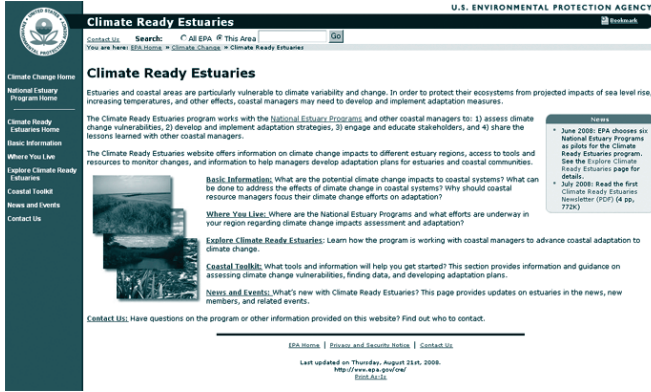 U.S. ENVIRONMENTAL PROTECTION AGENCY
Climate Ready Estuaries
Bookmark
Contact Us Search: All EPA This Area Go
You are here: EPA Home » Climate Change » Climate Ready Estuaries
Climate Change Home
National Estuary
Program Home
Climate Ready
Estuaries Home
Basic Information
Where You Live
Explore Climate Ready
Estuaries
Coastal Toolkit
News and Events
Contact Us
Climate Ready Estuaries
Estuaries and coastal areas are particularly vulnerable to climate variability and change. In order to protect their ecosystems from projected impacts of sea level rise,
increasing temperatures, and other effects, coastal managers may need to develop and implement adaptation measures.
The Climate Ready Estuaries program works with the National Estuary Programs and other coastal managers to: 1) assess climate
change vulnerabilities, 2) develop and implement adaptation strategies, 3) engage and educate stakeholders, and 4) share the
lessons learned with other coastal managers.
The Climate Ready Estuaries website offers information on climate change impacts to different estuary regions, access to tools and
resources to monitor changes, and information to help managers develop adaptation plans for estuaries and coastal communities.
News
* June 2008: EPA chooses six
National Estuary Programs
as pilots for the Climate
Ready Estuaries program.
See the Explore Climate
Ready Estuaries page for
details.
* July 2008: Read the first
Climate Ready Estuaries
Newsletter (PDF) (4 pp,
772K)
Basic Information: What are the potential climate change impacts to coastal systems? What can
be done to address the effects of climate change in coastal systems? Why should coastal
resource managers focus their climate change efforts on adaptation?
Where You Live: Where are the National Estuary Programs and what efforts are underway in
your region regarding climate change impacts assessment and adaptation?
Explore Climate Ready Estuaries: Learn how the program is working with coastal managers to advance coastal adaptation to
climate change.
Coastal Toolkit: What tools and information will help you get started? This section provides information and guidance on
assessing climate change vulnerabilities, finding data, and developing adaptation plans.
News and Events: What's new with Climate Ready Estuaries? This page provides updates on estuaries in the news, new
members, and related events.
Contact Us: Have questions on the program or other information provided on this website? Find out who to contact.
EPA Home | Privacy and Security Notice | Contact Us
Last updated on Thursday, August 21st, 2008.
http://www.epa.gov/cre/
Print As-Is